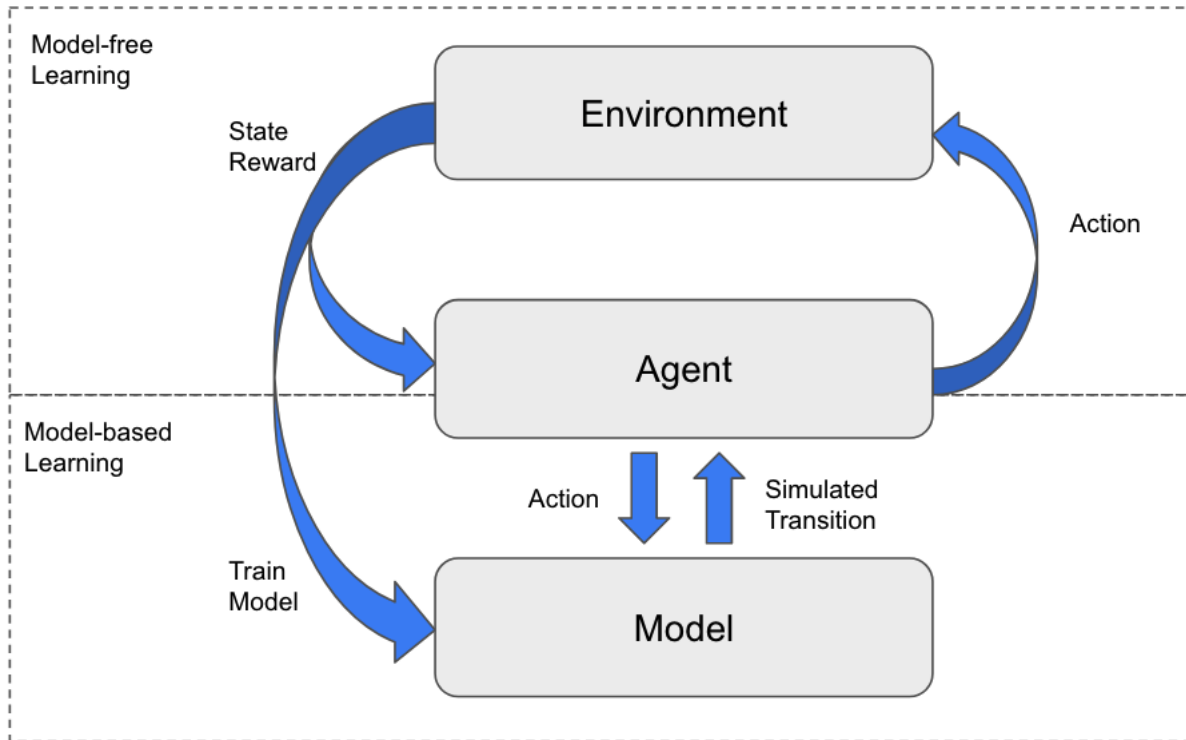 Model-free
Learning
Environment
State
Reward
Action
Agent
Model-based
Learning
Action
Simulated
Transition
Train
Model
Model